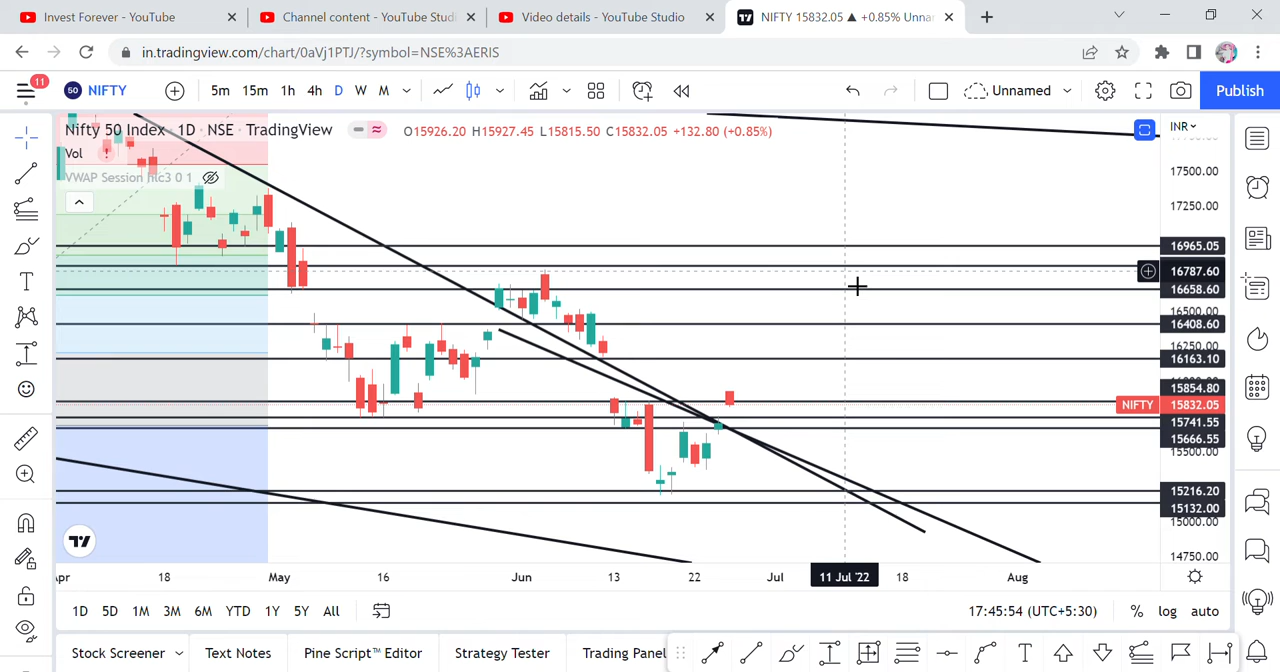 Invest Forever - YouTube
Channel content - YouTube Studi
Video details - YouTube Studio
NIFTY 15832.05 ▲ +0.85% Unna
in.tradingview.com/chart/0aVj1PTJ/?symbol=NSE%3AERIS
11
50 NIFTY
5m 15m 1h 4h D W M
Unnamed
Publish
Nifty 50 Index · 1D · NSE · TradingView
O15926.20 H15927.45 L15815.50 C15832.05 +132.80 (+0.85%)
INR
Vol !
VWAP Session hlc3 0 1
17500.00
17250.00
16965.05
16787.60
16658.60
16500.00
16408.60
16250.00
16163.10
15854.80
NIFTY 15832.05
15741.55
15666.55
15500.00
15216.20
15132.00
15000.00
14750.00
Apr 18 May 16 Jun 13 22 Jul 11 Jul '22 18 Aug
1D 5D 1M 3M 6M YTD 1Y 5Y All
17:45:54 (UTC+5:30)
% log auto
Stock Screener Text Notes Pine Script™ Editor Strategy Tester Trading Panel